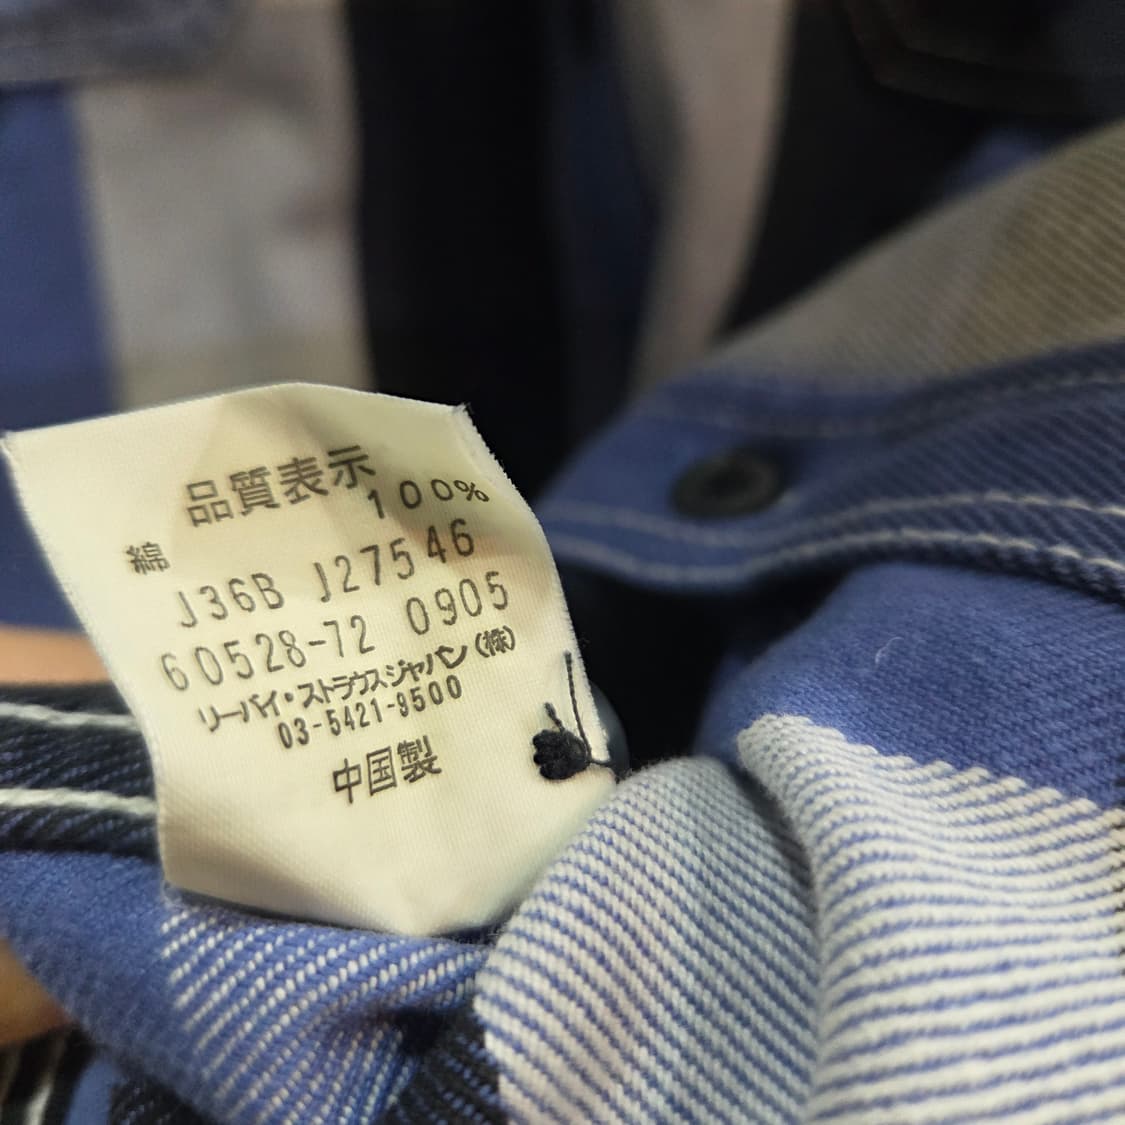 品質表示
綿 100%
J36B J27546
60528-72 0905
リーバイ・ストラウスジャパン(株)
03-5421-9500
中国製